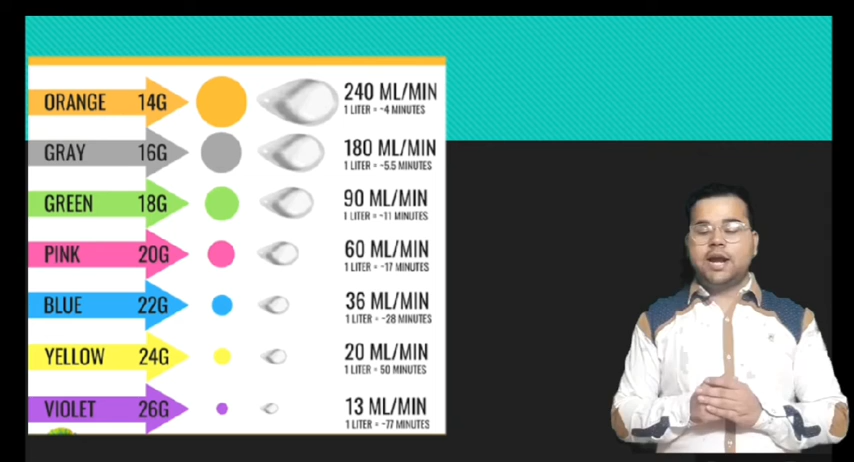 ORANGE 14G 240 ML/MIN
1 LITER = ~4 MINUTES
GRAY 16G 180 ML/MIN
1 LITER = ~5.5 MINUTES
GREEN 18G 90 ML/MIN
1 LITER = ~11 MINUTES
PINK 20G 60 ML/MIN
1 LITER = ~17 MINUTES
BLUE 22G 36 ML/MIN
1 LITER = ~28 MINUTES
YELLOW 24G 20 ML/MIN
1 LITER = 50 MINUTES
VIOLET 26G 13 ML/MIN
1 LITER = ~77 MINUTES